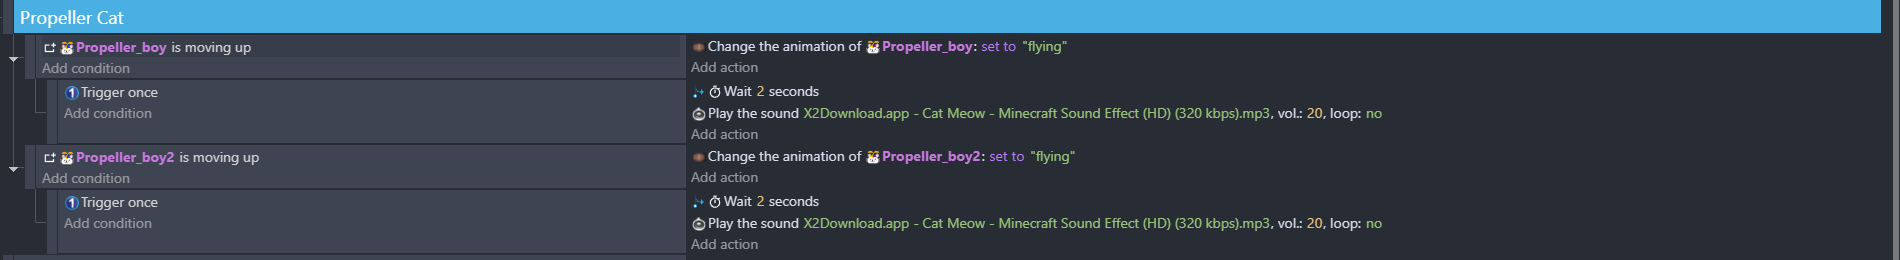 Propeller Cat
Propeller_boy is moving up
Change the animation of Propeller_boy: set to "flying"
Add condition
Add action
1 Trigger once
Wait 2 seconds
Add condition
Play the sound X2Download.app - Cat Meow - Minecraft Sound Effect (HD) (320 kbps).mp3, vol.: 20, loop: no
Add action
Propeller_boy2 is moving up
Change the animation of Propeller_boy2: set to "flying"
Add condition
Add action
1 Trigger once
Wait 2 seconds
Add condition
Play the sound X2Download.app - Cat Meow - Minecraft Sound Effect (HD) (320 kbps).mp3, vol.: 20, loop: no
Add action